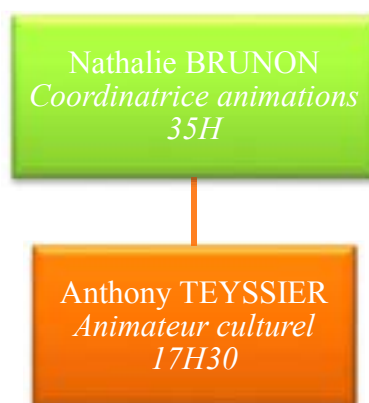 Nathalie BRUNON
Coordinatrice animations
35H
Anthony TEYSSIER
Animateur culturel
17H30